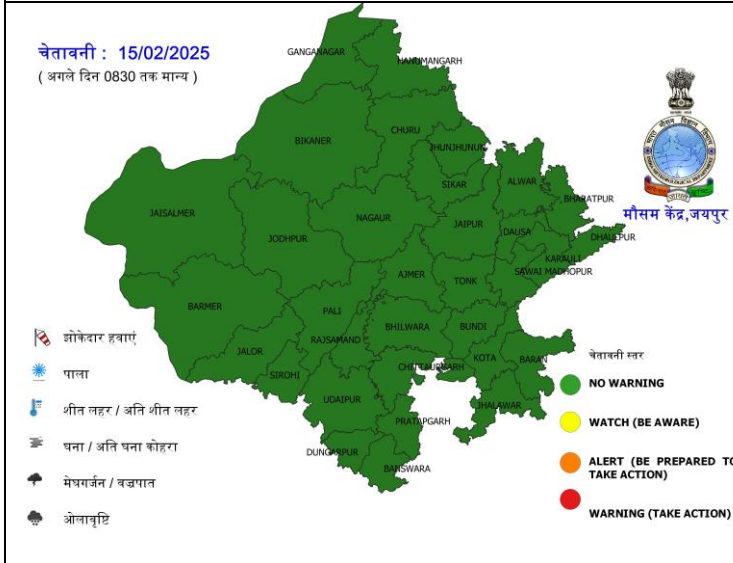 चेतावनी : 15/02/2025
( अगले दिन 0830 तक मान्य )
GANGANAGAR
HANUMANGARH
BIKANER
CHURU
JHUNJHUNUN
SIKAR
ALWAR
BHARATPUR
JAISALMER
JODHPUR
NAGAUR
JAIPUR
DAUSA
DHAULPUR
KARAULI
SAWAI MADHOPUR
AJMER
TONK
BARMER
PALI
BHILWARA
BUNDI
RAJSAMAND
JALOR
SIROHI
CHITTAURGARH
KOTA
BARAN
UDAIPUR
JHALAWAR
PRATAPGARH
DUNGARPUR
BANSWARA
मौसम केंद्र,जयपुर
झोकेदार हवाएं
पाला
शीत लहर / अति शीत लहर
घना / अति घना कोहरा
मेघगर्जन / वज्रपात
ओलावृष्टि
चेतावनी स्तर
NO WARNING
WATCH (BE AWARE)
ALERT (BE PREPARED TO
TAKE ACTION)
WARNING (TAKE ACTION)